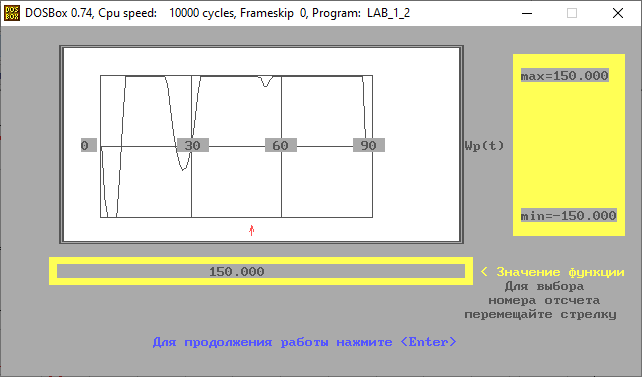 DOSBox 0.74, Cpu speed: 10000 cycles, Frameskip 0, Program: LAB_1_2
max=150.000
0 30 60 90 Wp(t)
min=-150.000
150.000
< Значение функции
Для выбора
номера отсчета
перемещайте стрелку
Для продолжения работы нажмите <Enter>